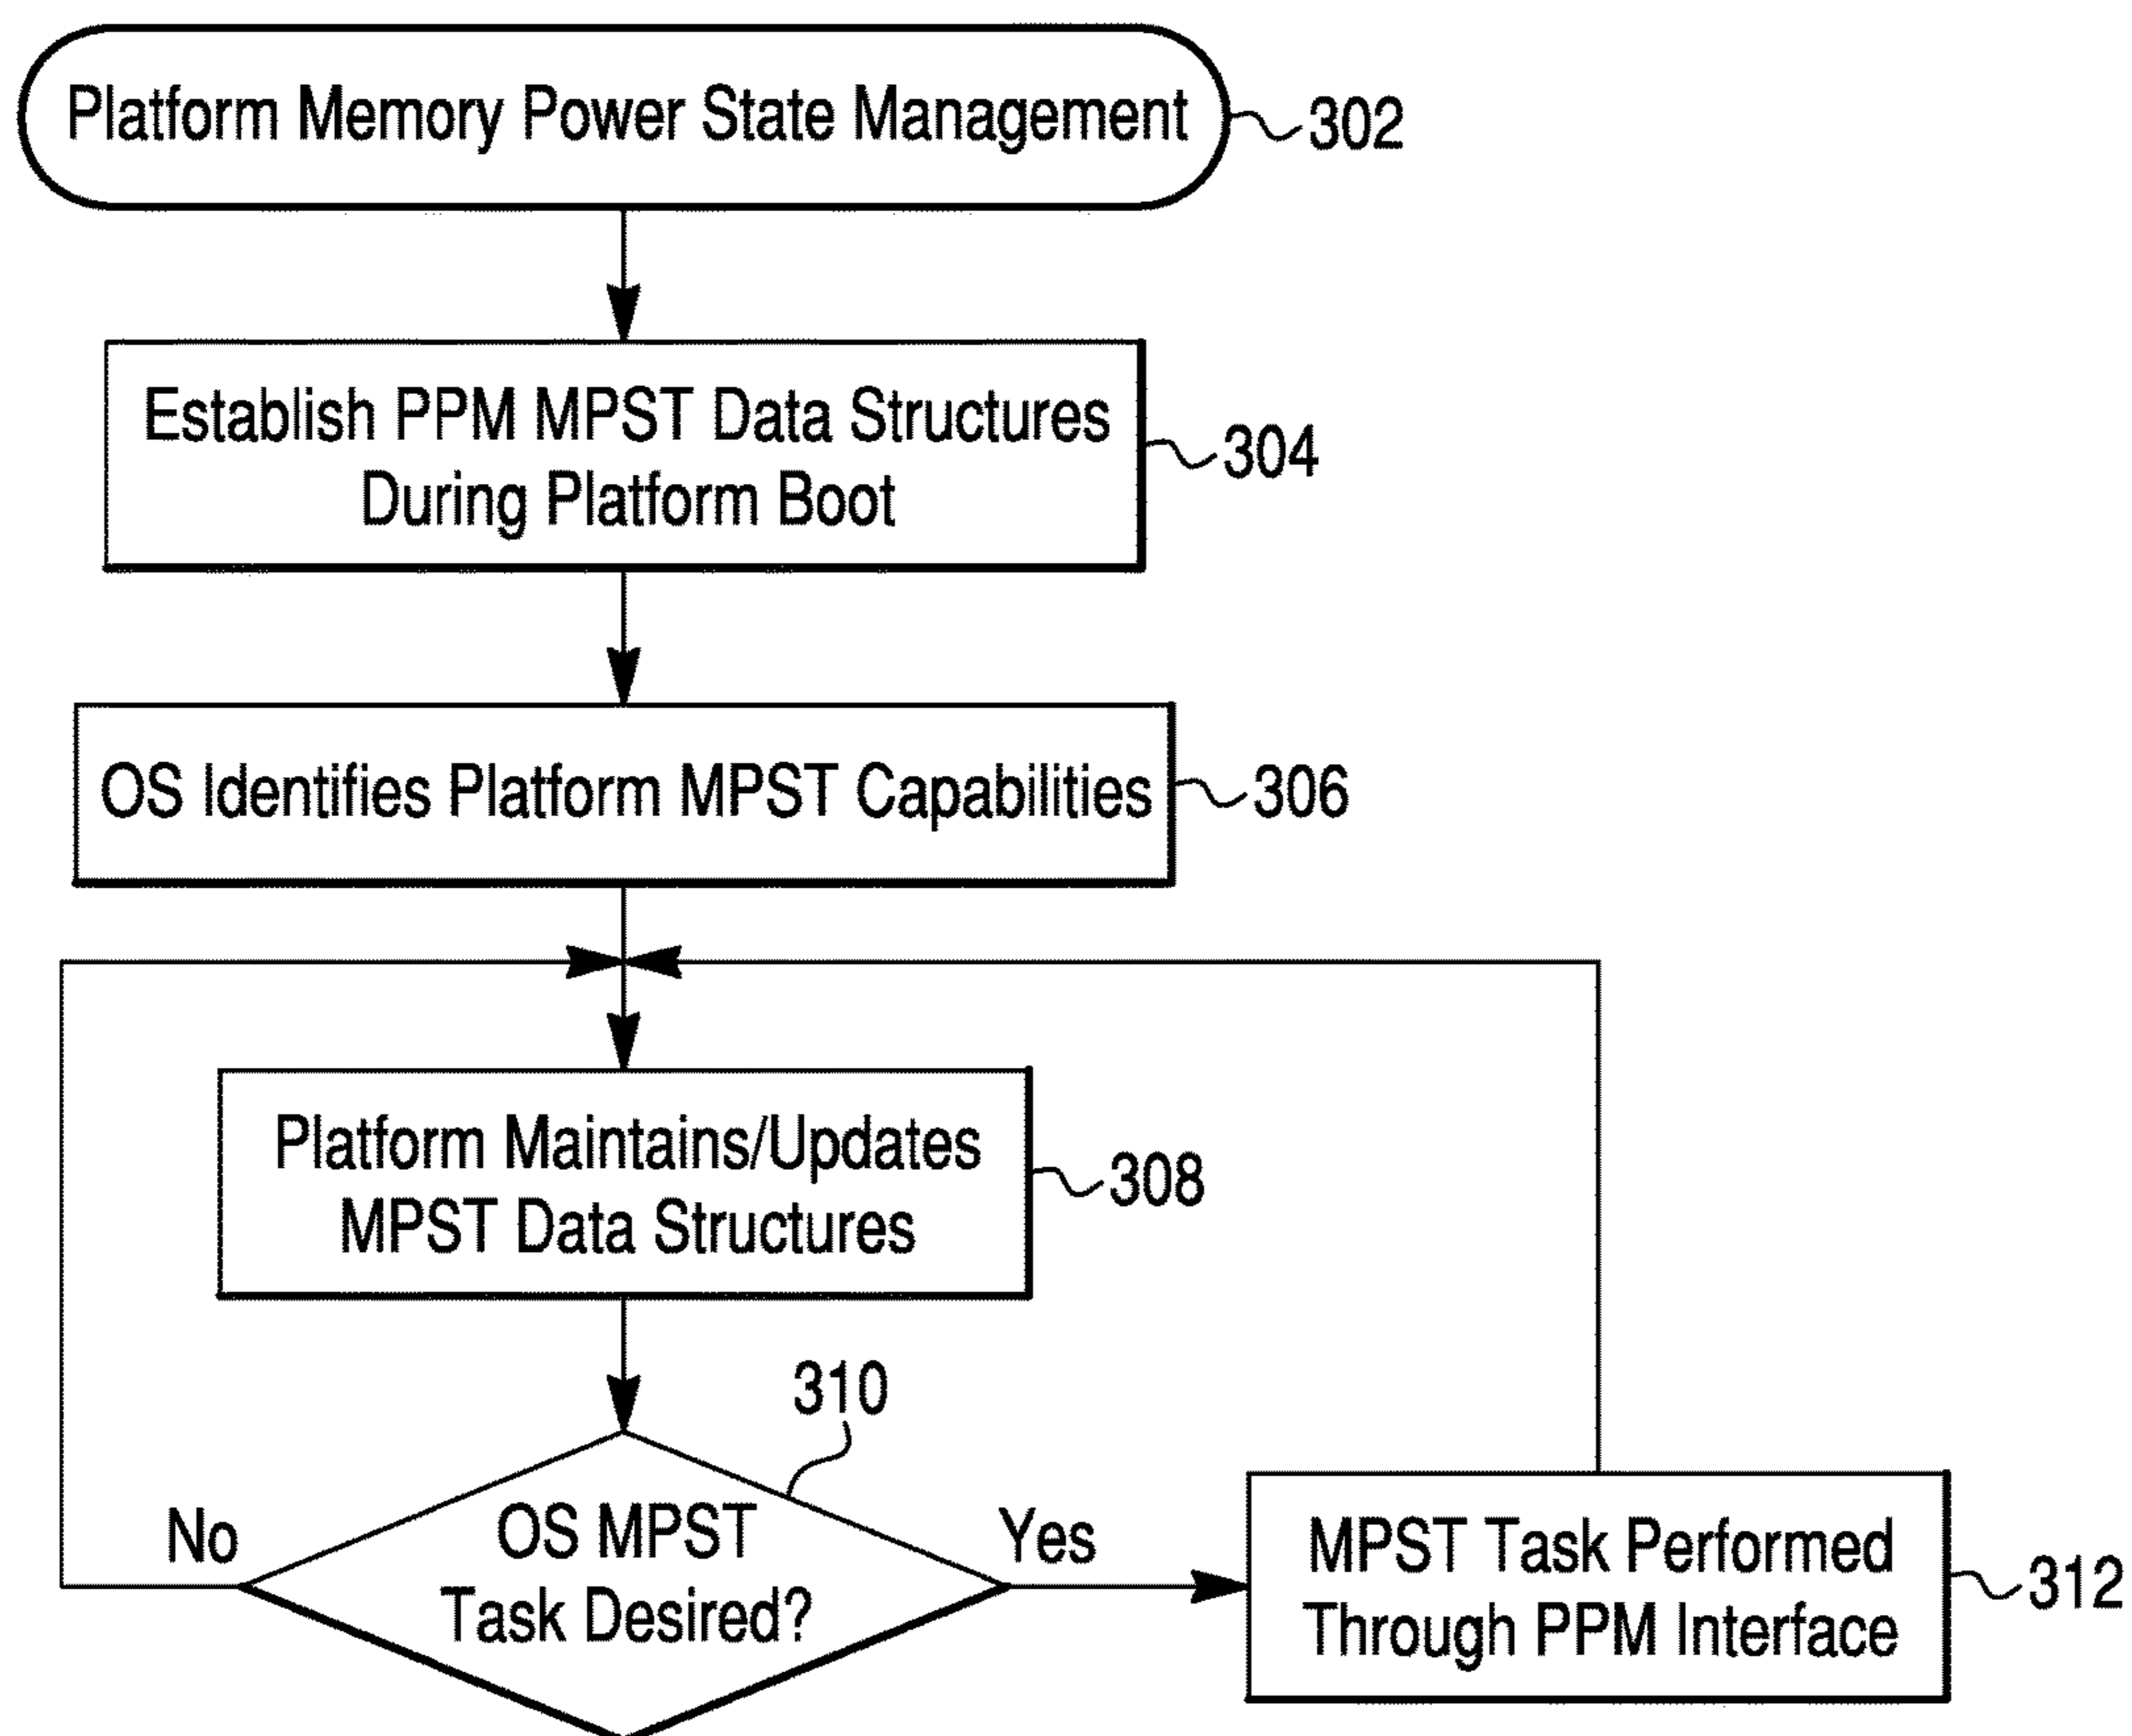 Platform Memory Power State Management
302
Establish PPM MPST Data Structures
During Platform Boot
304
OS Identifies Platform MPST Capabilities
306
Platform Maintains/Updates
MPST Data Structures
308
310
OS MPST
Task Desired?
No
Yes
MPST Task Performed
Through PPM Interface
312